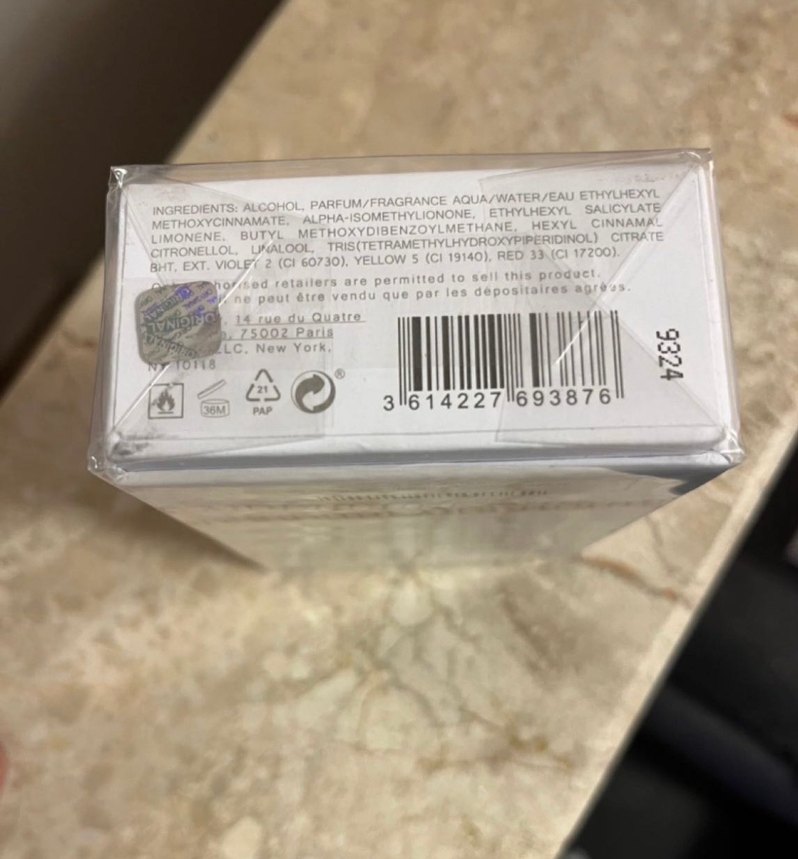 INGREDIENTS: ALCOHOL, PARFUM/FRAGRANCE AQUA/WATER/EAU ETHYLHEXYL
METHOXYCINNAMATE, ALPHA-ISOMETHYLIONONE, ETHYLHEXYL SALICYLATE
LIMONENE, BUTYL METHOXYDIBENZOYLMETHANE, HEXYL CINNAMAL
CITRONELLOL, LINALOOL, TRIS(TETRAMETHYLHYDROXYPIPERIDINOL) CITRATE
BHT, EXT. VIOLET 2 (CI 60730), YELLOW 5 (CI 19140), RED 33 (CI 17200).
retailers are permitted to sell this product.
ne peut être vendu que par les dépositaires agréés.
14 rue du Quatre
75002 Paris
LLC, New York,
NY 10118
ORIGINAL
36M
21
PAP
®
3 614227 693876
9324